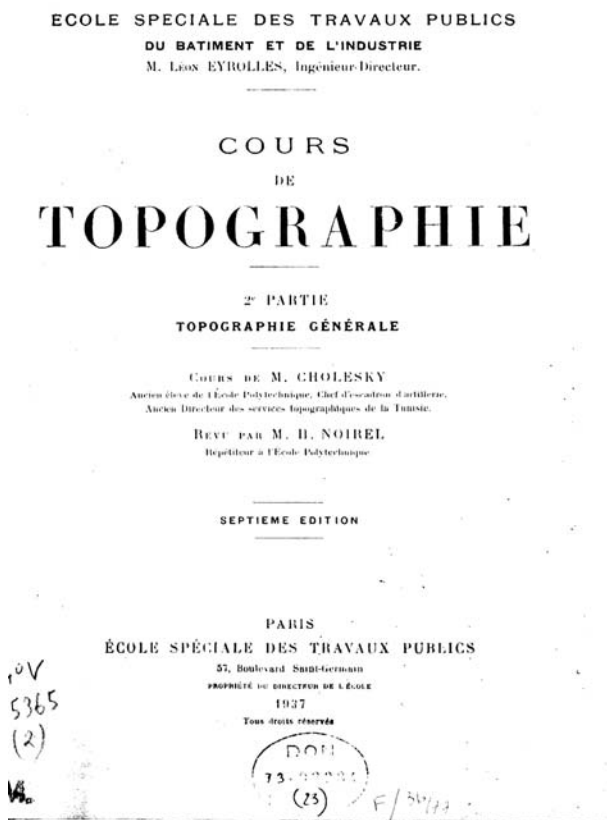 ECOLE SPECIALE DES TRAVAUX PUBLICS
DU BATIMENT ET DE L'INDUSTRIE
M. Léon EYROLLES, Ingénieur-Directeur.
COURS
DE
TOPOGRAPHIE
2e PARTIE
TOPOGRAPHIE GÉNÉRALE
COURS DE M. CHOLESKY
Ancien élève de l'École Polytechnique, Chef d'escadron d'artillerie,
Ancien Directeur des services topographiques de la Tunisie.
REVU PAR M. H. NOIREL
Répétiteur à l'École Polytechnique
SEPTIEME EDITION
PARIS
ÉCOLE SPÉCIALE DES TRAVAUX PUBLICS
57, Boulevard Saint-Germain
PROPRIÉTÉ DU DIRECTEUR DE L'ÉCOLE
1937
Tous droits réservés
5365
(2)
DON
(23)